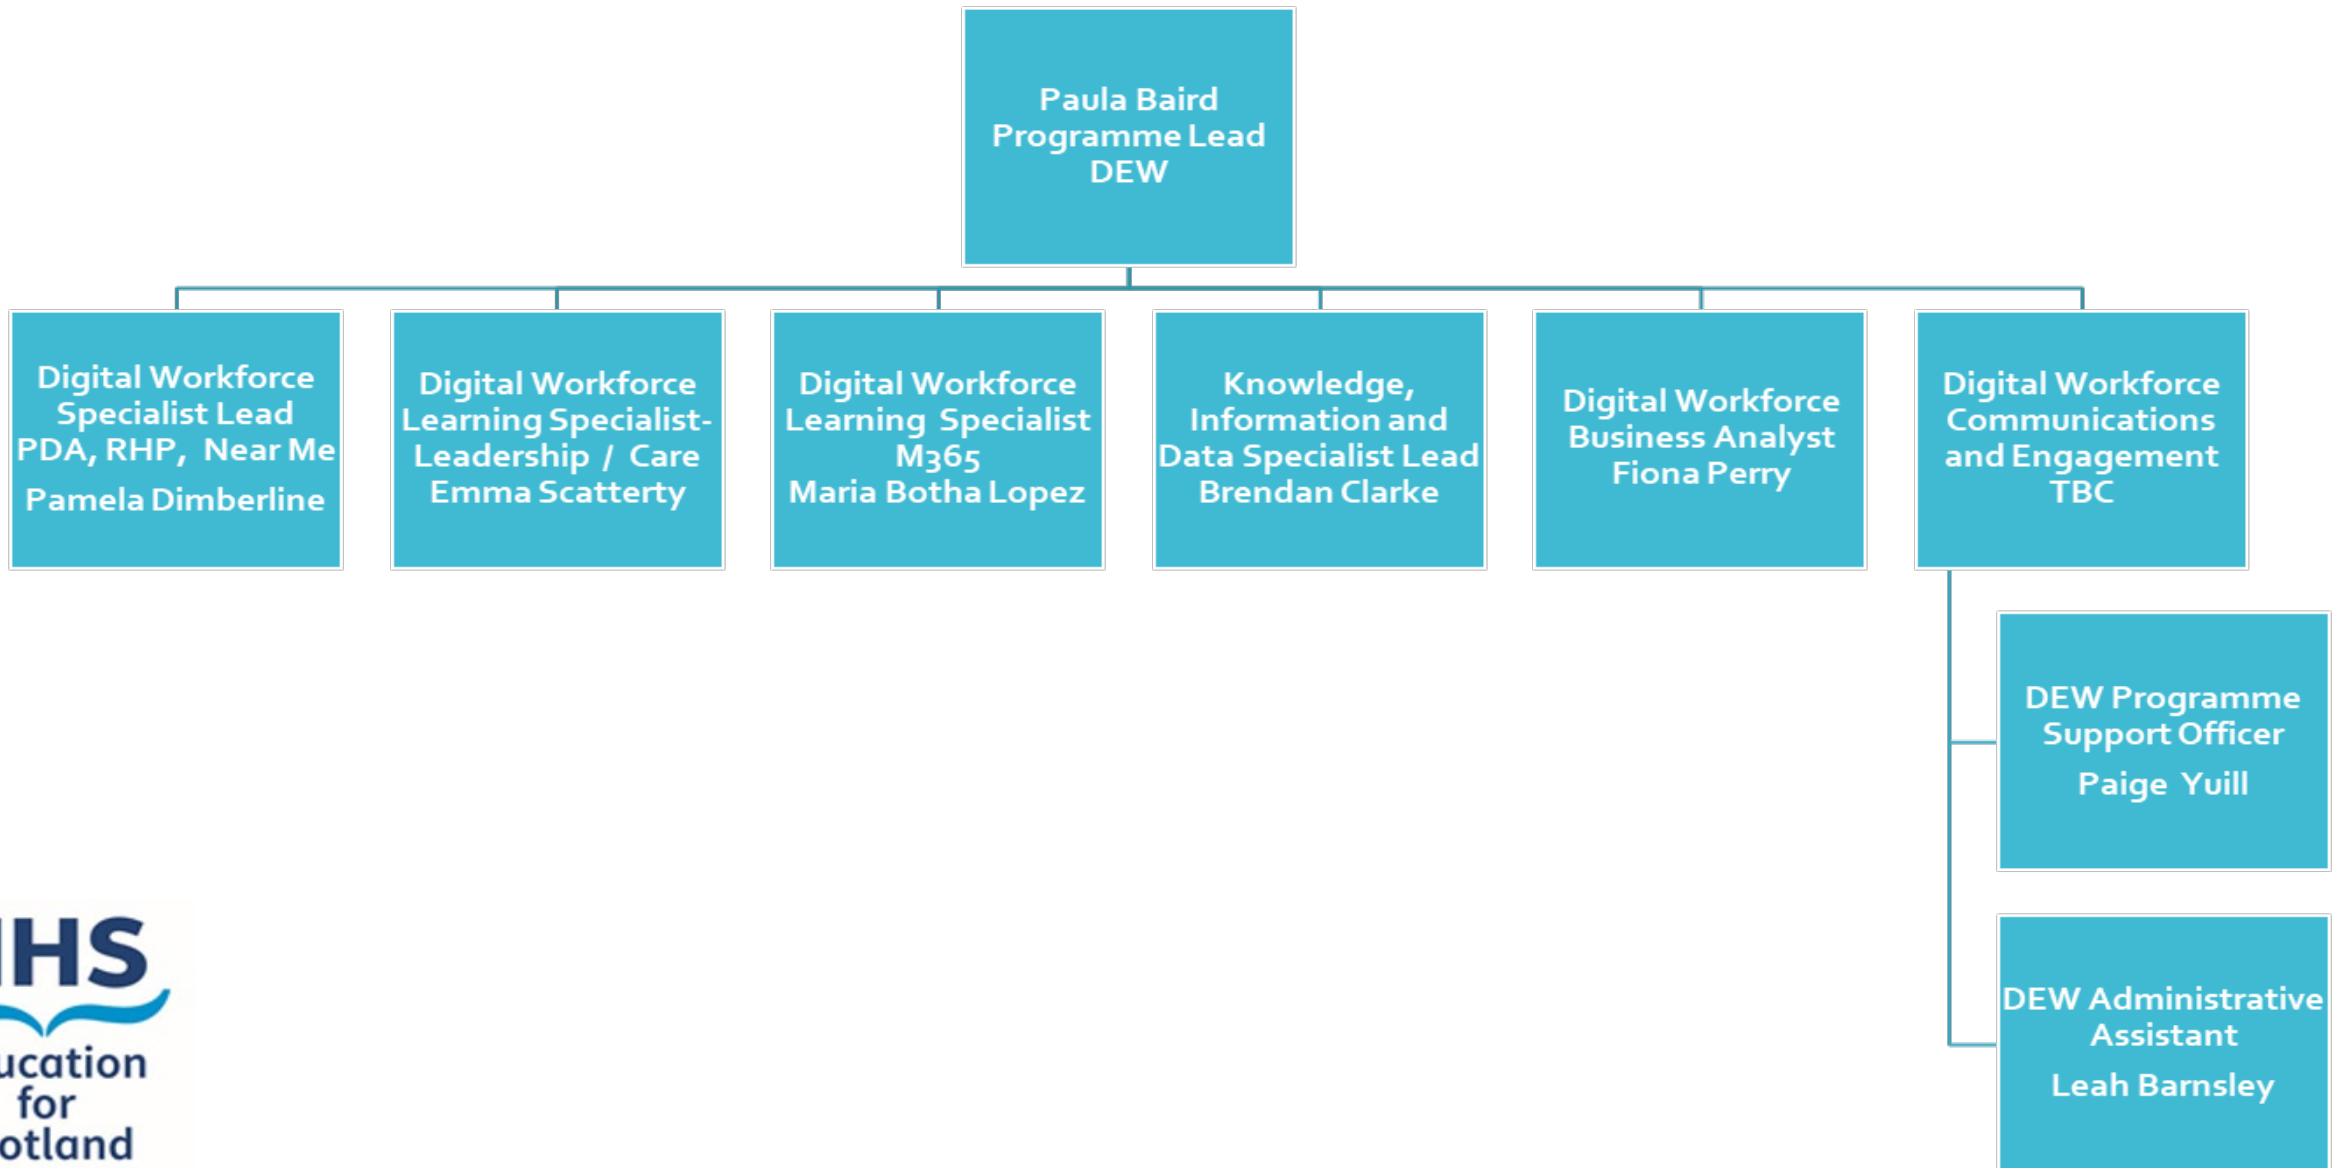 Paula Baird
Programme Lead
DEW
Digital Workforce
Specialist Lead
PDA, RHP, Near Me
Pamela Dimberline
Digital Workforce
Learning Specialist-
Leadership / Care
Emma Scatterty
Digital Workforce
Learning Specialist
M365
Maria Botha Lopez
Knowledge,
Information and
Data Specialist Lead
Brendan Clarke
Digital Workforce
Business Analyst
Fiona Perry
Digital Workforce
Communications
and Engagement
TBC
DEW Programme
Support Officer
Paige Yuill
DEW Administrative
Assistant
Leah Barnsley
HS
ucation
for
otland